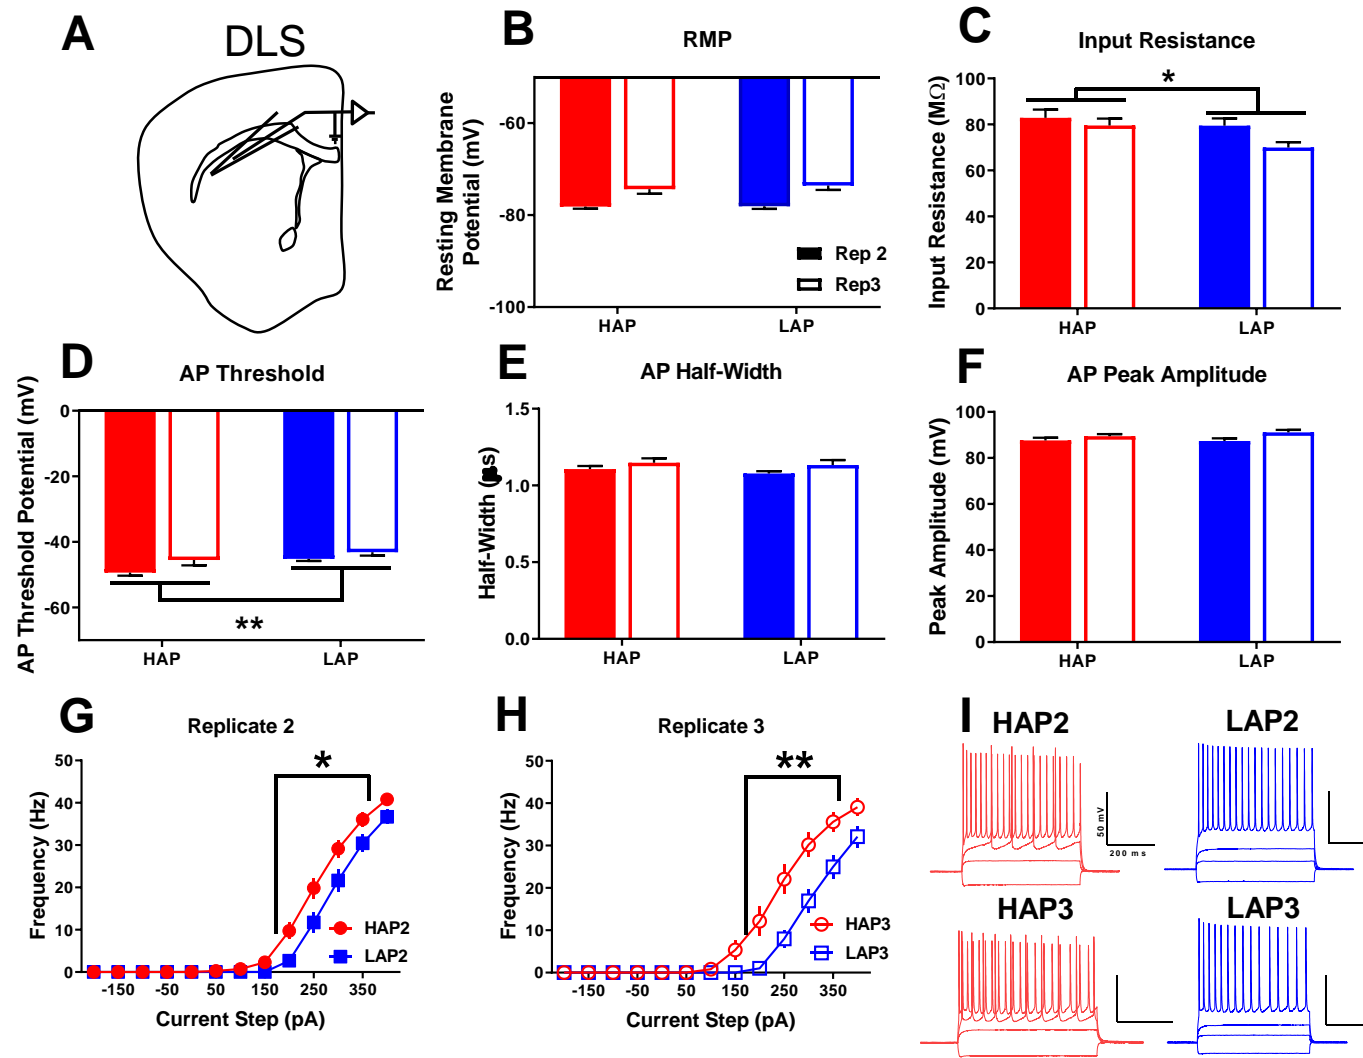 A
DLS
B
RMP
Resting Membrane
Potential (mV)
-60
-80
-100
Rep 2
Rep3
HAP
LAP
C
Input Resistance
Input Resistance (MΩ)
100
80
60
40
20
0
*
HAP
LAP
D
AP Threshold
AP Threshold Potential (mV)
0
-20
-40
-60
**
HAP
LAP
E
AP Half-Width
1.5
1.0
0.5
0.0
HAP
LAP
Half-Width
F
AP Peak Amplitude
Peak Amplitude (mV)
100
80
60
40
20
0
HAP
LAP
G
Replicate 2
Frequency (Hz)
50
40
30
20
10
0
*
HAP2
LAP2
-150
-50
50
150
250
350
Current Step (pA)
H
Replicate 3
Frequency (Hz)
50
40
30
20
10
0
**
HAP3
LAP3
-150
-50
50
150
250
350
Current Step (pA)
I
HAP2
LAP2
50 mV
200 ms
HAP3
LAP3